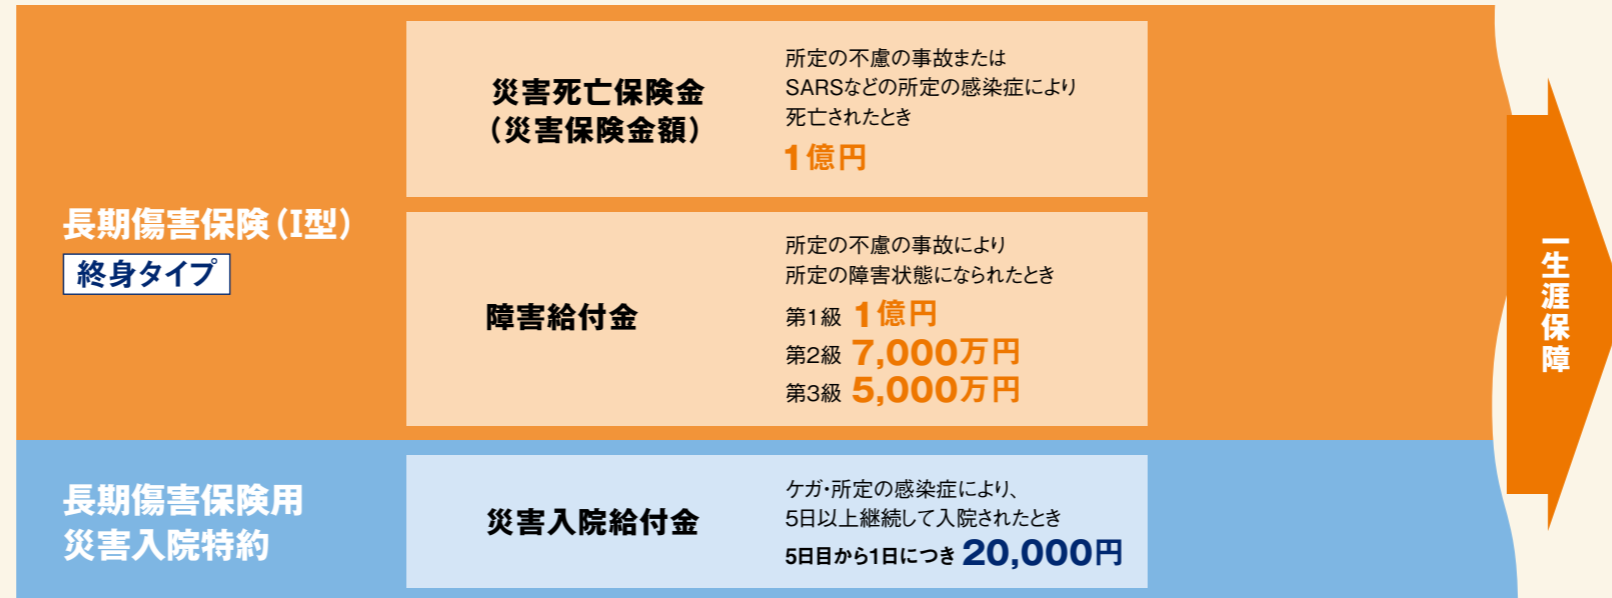 長期傷害保険(I型)
終身タイプ
災害死亡保険金
(災害保険金額)
所定の不慮の事故または
SARSなどの所定の感染症により
死亡されたとき
1億円
障害給付金
所定の不慮の事故により
所定の障害状態になられたとき
第1級 1億円
第2級 7,000万円
第3級 5,000万円
長期傷害保険用
災害入院特約
災害入院給付金
ケガ・所定の感染症により、
5日以上継続して入院されたとき
5日目から1日につき 20,000円
一生涯保障